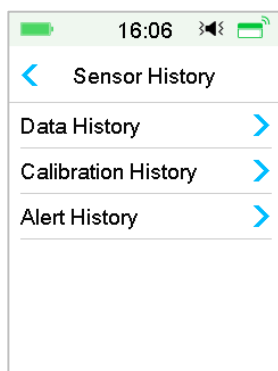 16:06
Sensor History
Data History
Calibration History
Alert History